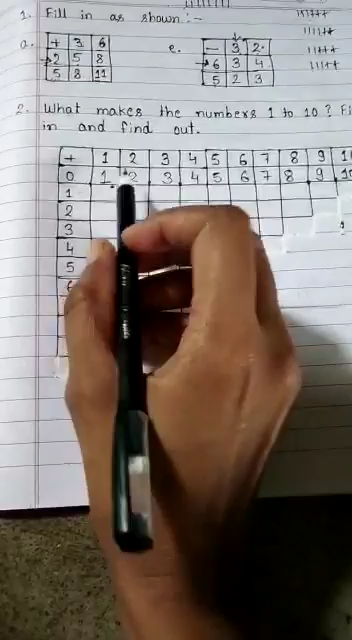 1. Fill in as shown:-
a. + 3 6
2 5 8
5 8 11
e. - 3 2
6 3 4
5 2 3
2. What makes the numbers 1 to 10? Fi
in and find out.
+ 1 2 3 4 5 6 7 8 9 10
0 1 2 3 4 5 6 7 8 9 10
1
2
3
4
5